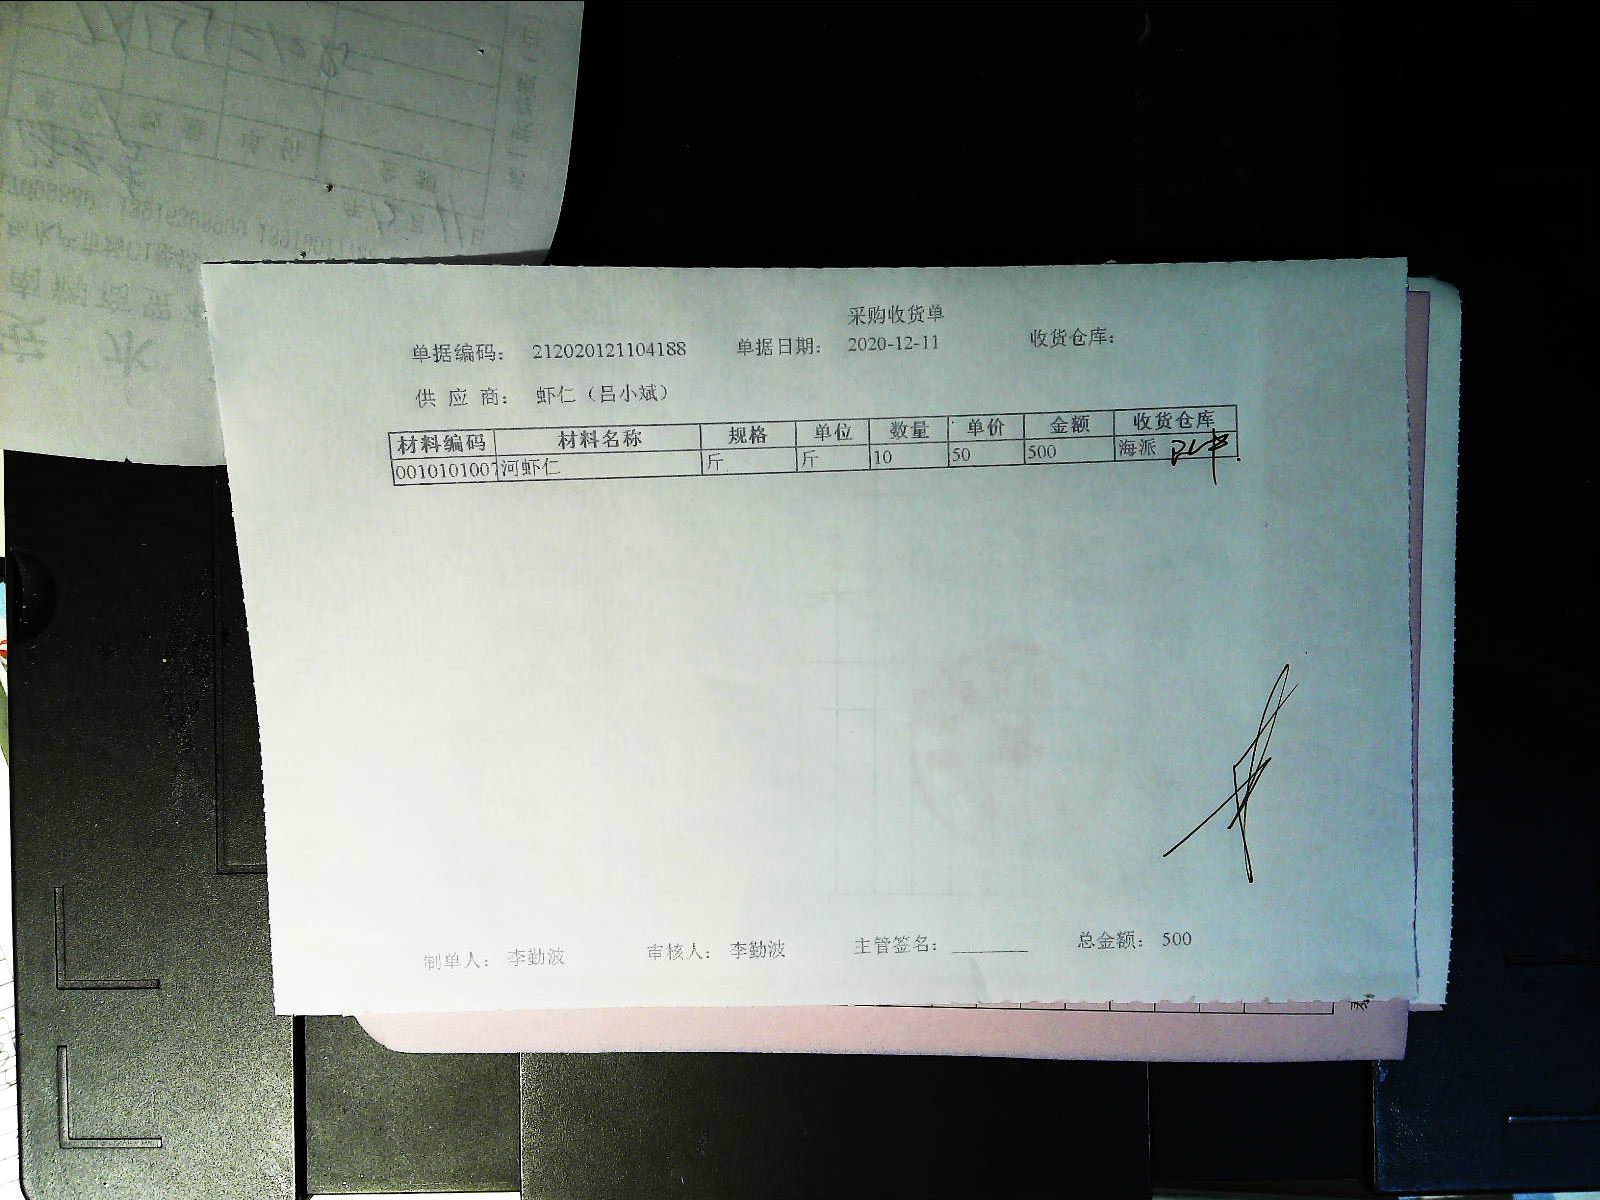 采购收货单
单据编码： 212020121104188 单据日期： 2020-12-11 收货仓库：
供 应 商： 虾仁（吕小斌）
材料编码 材料名称 规格 单位 数量 单价 金额 收货仓库
0010101007 河虾仁 斤 斤 10 50 500 海派
制单人： 李勤波 审核人： 李勤波 主管签名： 总金额： 500